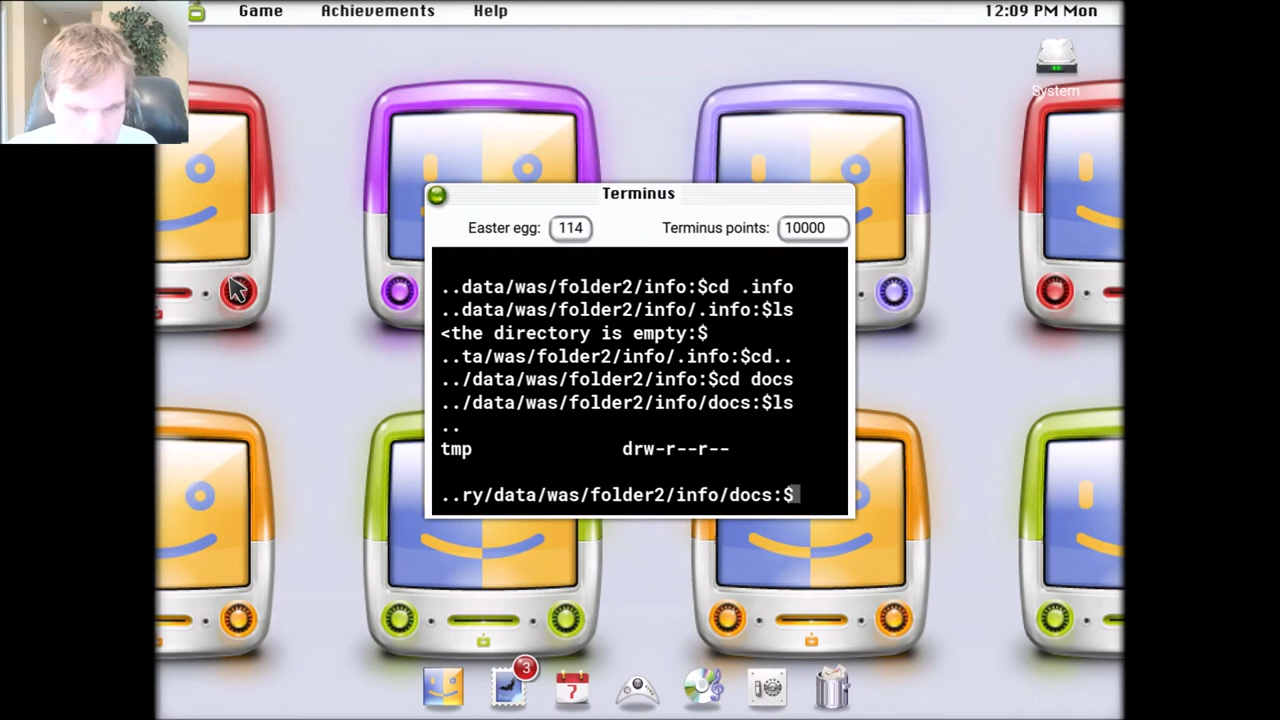 Game Achievements Help 12:09 PM Mon
System
Terminus
Easter egg: 114 Terminus points: 10000
..data/was/folder2/info:$cd .info
..data/was/folder2/info/.info:$ls
<the directory is empty:$
..ta/was/folder2/info/.info:$cd..
../data/was/folder2/info:$cd docs
../data/was/folder2/info/docs:$ls
..
tmp drw-r--r--
..ry/data/was/folder2/info/docs:$
3
7